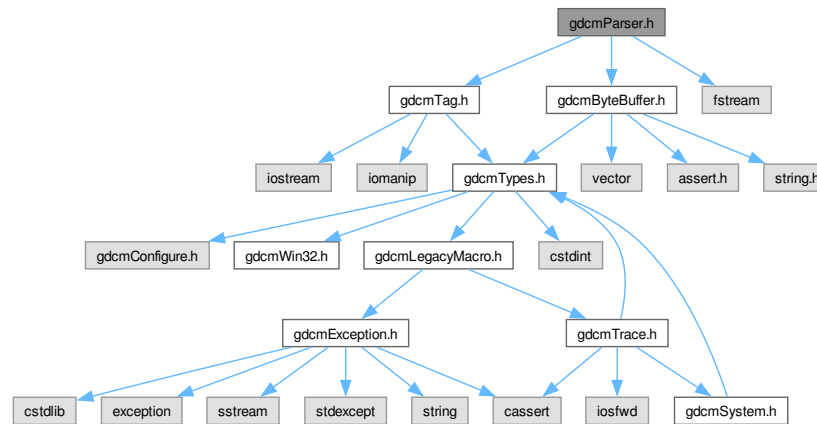 gdcmParser.h
gdcmTag.h
gdcmByteBuffer.h
fstream
iostream
iomanip
gdcmTypes.h
vector
assert.h
string.h
gdcmConfigure.h
gdcmWin32.h
gdcmLegacyMacro.h
cstdint
gdcmException.h
gdcmTrace.h
cstdlib
exception
sstream
stdexcept
string
cassert
iosfwd
gdcmSystem.h